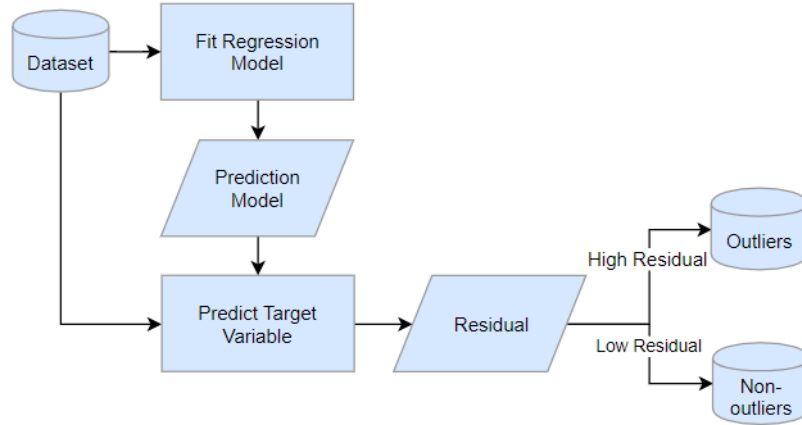 Dataset
Fit Regression
Model
Prediction
Model
Predict Target
Variable
Residual
High Residual
Low Residual
Outliers
Non-
outliers